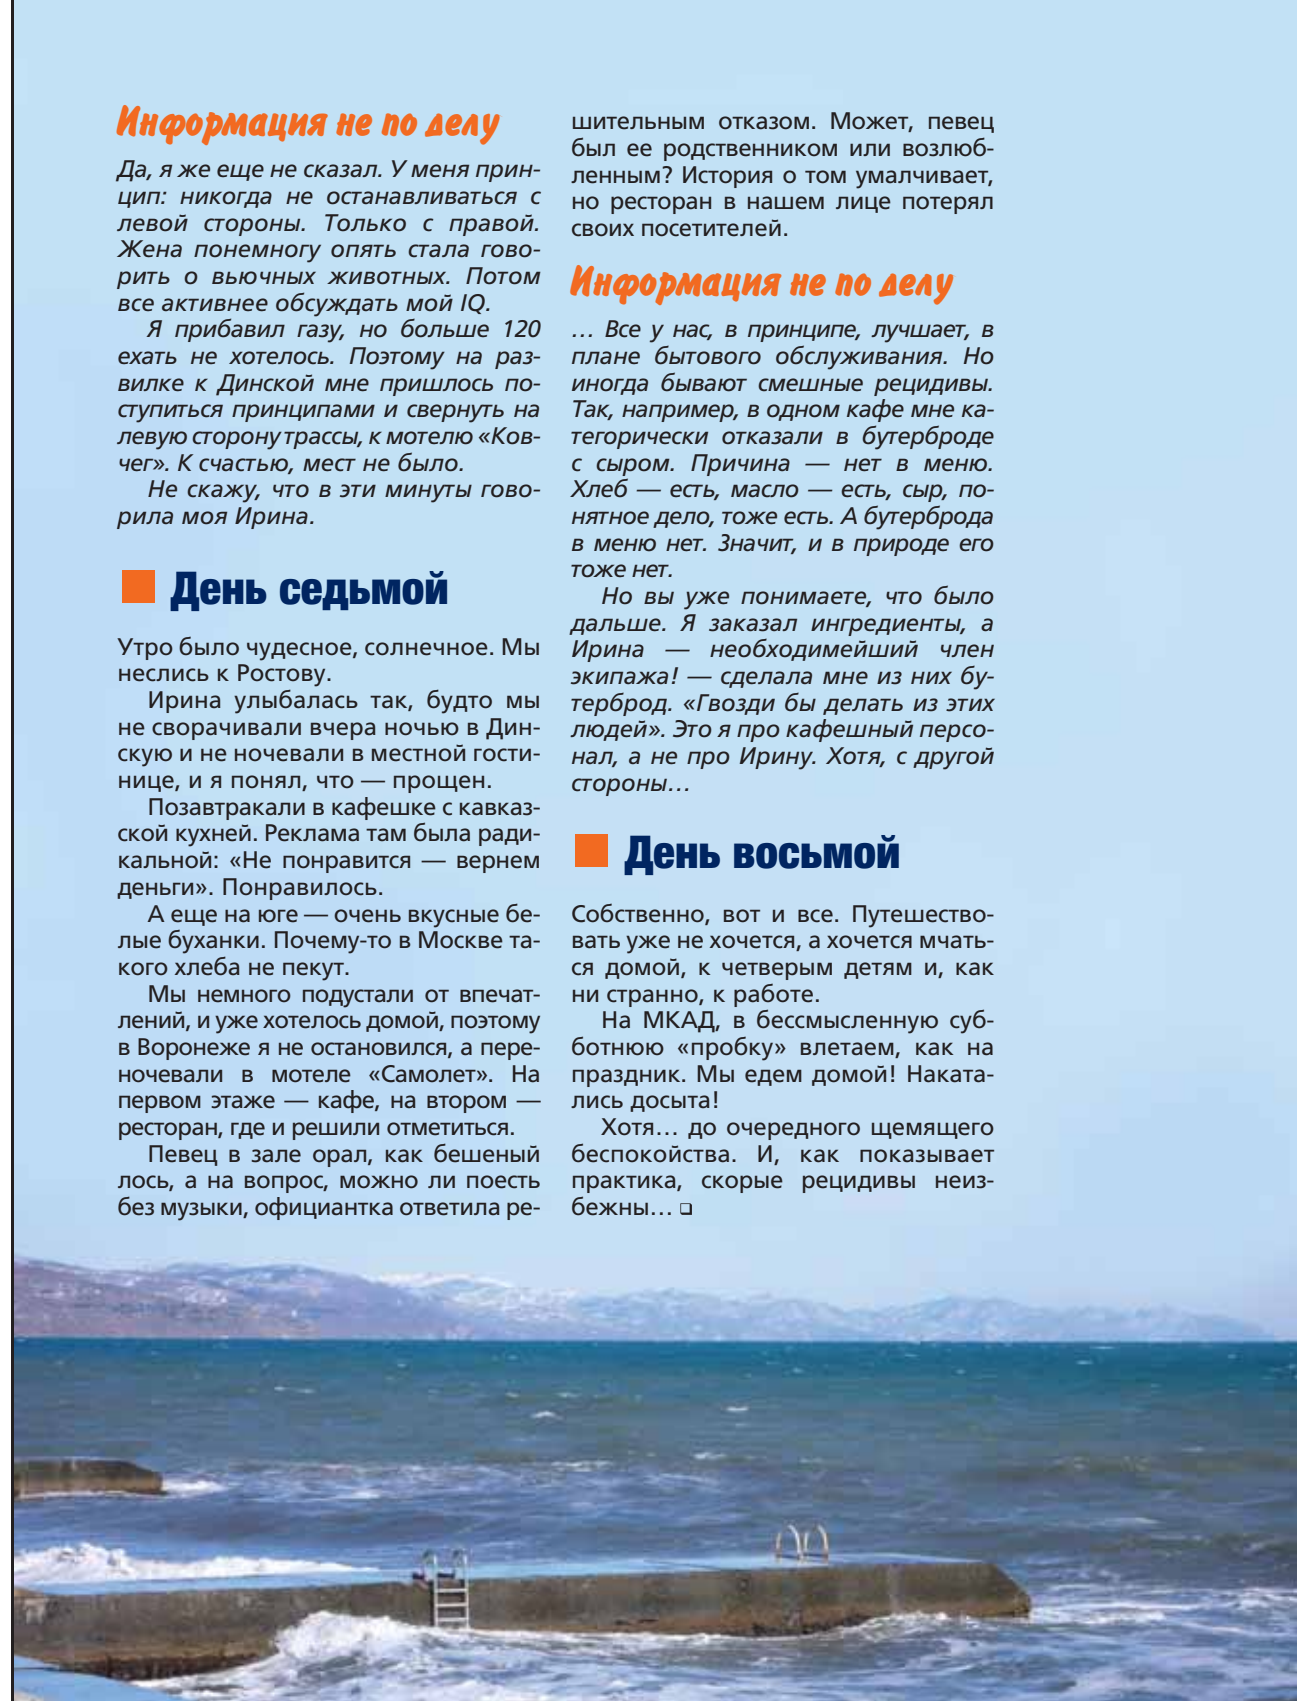 Информация не по делу
Да, я же еще не сказал. У меня прин-
цип: никогда не останавливаться с
левой стороны. Только с правой.
Жена понемногу опять стала гово-
рить о вьючных животных. Потом
все активнее обсуждать мой IQ.
Я прибавил газу, но больше 120
ехать не хотелось. Поэтому на раз-
вилке к Динской мне пришлось по-
ступиться принципами и свернуть на
левую сторону трассы, к мотелю «Ков-
чег». К счастью, мест не было.
Не скажу, что в эти минуты гово-
рила моя Ирина.
День седьмой
Утро было чудесное, солнечное. Мы
неслись к Ростову.
Ирина улыбалась так, будто мы
не сворачивали вчера ночью в Дин-
скую и не ночевали в местной гости-
нице, и я понял, что — прощен.
Позавтракали в кафешке с кавказ-
ской кухней. Реклама там была ради-
кальной: «Не понравится — вернем
деньги». Понравилось.
А еще на юге — очень вкусные бе-
лые буханки. Почему-то в Москве та-
кого хлеба не пекут.
Мы немного подустали от впечат-
лений, и уже хотелось домой, поэтому
в Воронеже я не остановился, а пере-
ночевали в мотеле «Самолет». На
первом этаже — кафе, на втором —
ресторан, где и решили отметиться.
Певец в зале орал, как бешеный
лось, а на вопрос, можно ли поесть
без музыки, официантка ответила ре-
шительным отказом. Может, певец
был ее родственником или возлюб-
ленным? История о том умалчивает,
но ресторан в нашем лице потерял
своих посетителей.
Информация не по делу
… Все у нас, в принципе, лучшает, в
плане бытового обслуживания. Но
иногда бывают смешные рецидивы.
Так, например, в одном кафе мне ка-
тегорически отказали в бутерброде
с сыром. Причина — нет в меню.
Хлеб — есть, масло — есть, сыр, по-
нятное дело, тоже есть. А бутерброда
в меню нет. Значит, и в природе его
тоже нет.
Но вы уже понимаете, что было
дальше. Я заказал ингредиенты, а
Ирина — необходимейший член
экипажа! — сделала мне из них бу-
терброд. «Гвозди бы делать из этих
людей». Это я про кафешный персо-
нал, а не про Ирину. Хотя, с другой
стороны…
День восьмой
Собственно, вот и все. Путешество-
вать уже не хочется, а хочется мчать-
ся домой, к четверым детям и, как
ни странно, к работе.
На МКАД, в бессмысленную суб-
ботнюю «пробку» влетаем, как на
праздник. Мы едем домой! Наката-
лись досыта!
Хотя… до очередного щемящего
беспокойства. И, как показывает
практика, скорые рецидивы неиз-
бежны… ❑